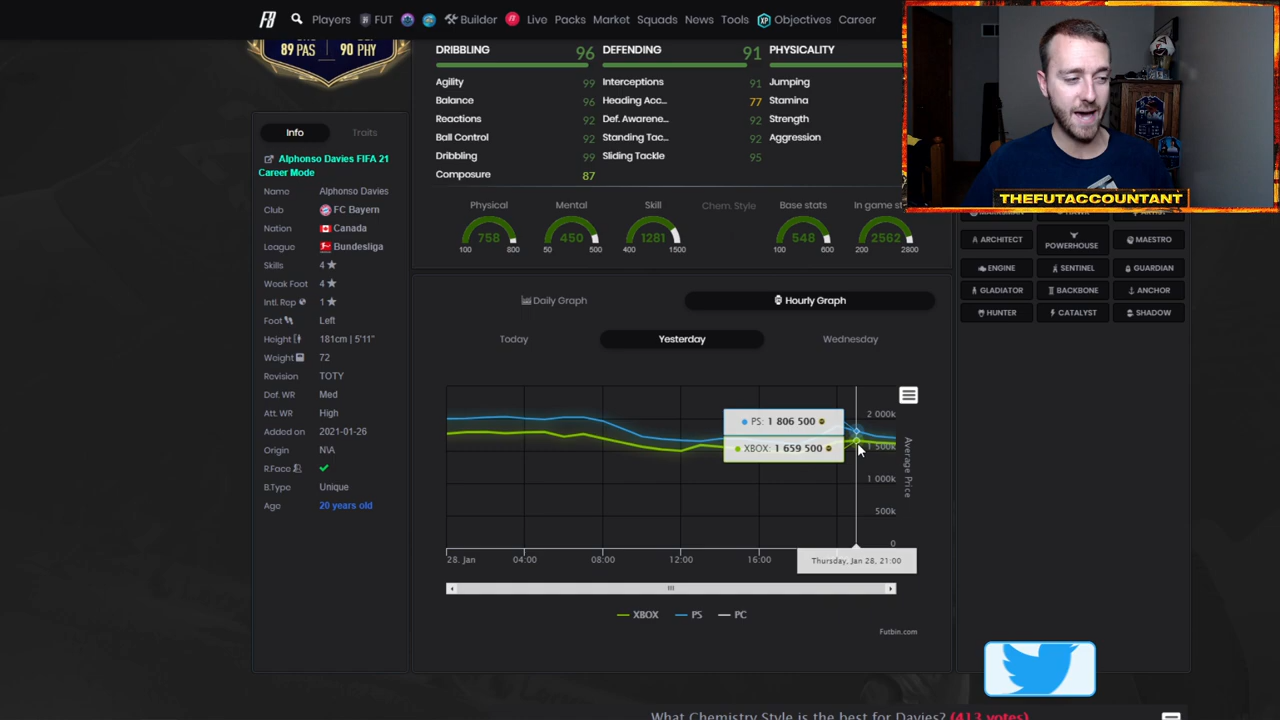 Players FUT Builder Live Packs Market Squads News Tools Objectives Career
89 PAS 90 PHY
DRIBBLING 96 DEFENDING 91 PHYSICALITY
Agility 99 Interceptions 91 Jumping
Balance 96 Heading Acc... 77 Stamina
Reactions 92 Def. Awarene... 92 Strength
Ball Control 92 Standing Tac... 92 Aggression
Dribbling 99 Sliding Tackle 95
Composure 87
THEFUTACCOUNTANT
Info Traits
Alphonso Davies FIFA 21
Career Mode
Name Alphonso Davies
Club FC Bayern
Nation Canada
League Bundesliga
Skills 4
Weak Foot 4
Intl. Rep 1
Foot Left
Height 181cm | 5'11"
Weight 72
Revision TOTY
Def. WR Med
Att. WR High
Added on 2021-01-26
Origin N\A
R.Face
B.Type Unique
Age 20 years old
Physical Mental Skill Chem. Style Base stats In game st
758 450 1281 548 2562
100 800 50 500 400 1500 100 600 100 2800
ARCHITECT POWERHOUSE MAESTRO
ENGINE SENTINEL GUARDIAN
GLADIATOR BACKBONE ANCHOR
HUNTER CATALYST SHADOW
Daily Graph Hourly Graph
Today Yesterday Wednesday
PS: 1 806 500
XBOX: 1 659 500
2 000k
1 500k
1 000k
500k
0
Average Price
28. Jan 04:00 08:00 12:00 16:00
Thursday, Jan 28, 21:00
XBOX PS PC
Futbin.com
What Chemistry Style is the best for Davies? (413 votes)